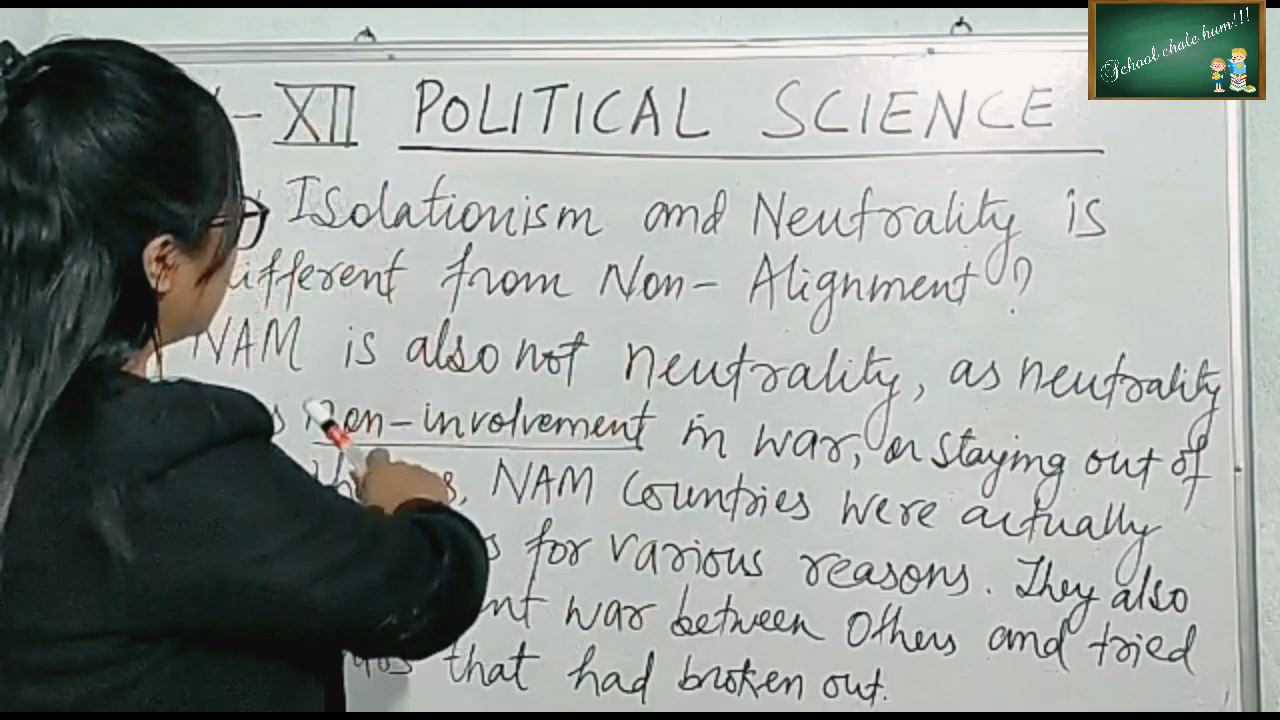 - XII POLITICAL SCIENCE
Isolationism and Neutrality is
ifferent from Non- Alignment ?
NAM is also not neutrality, as neutrality
Non-involvement in war, or staying out of
NAM Countries were actually
for various reasons. They also
war between others and tried
that had broken out.
School chale hum!!!